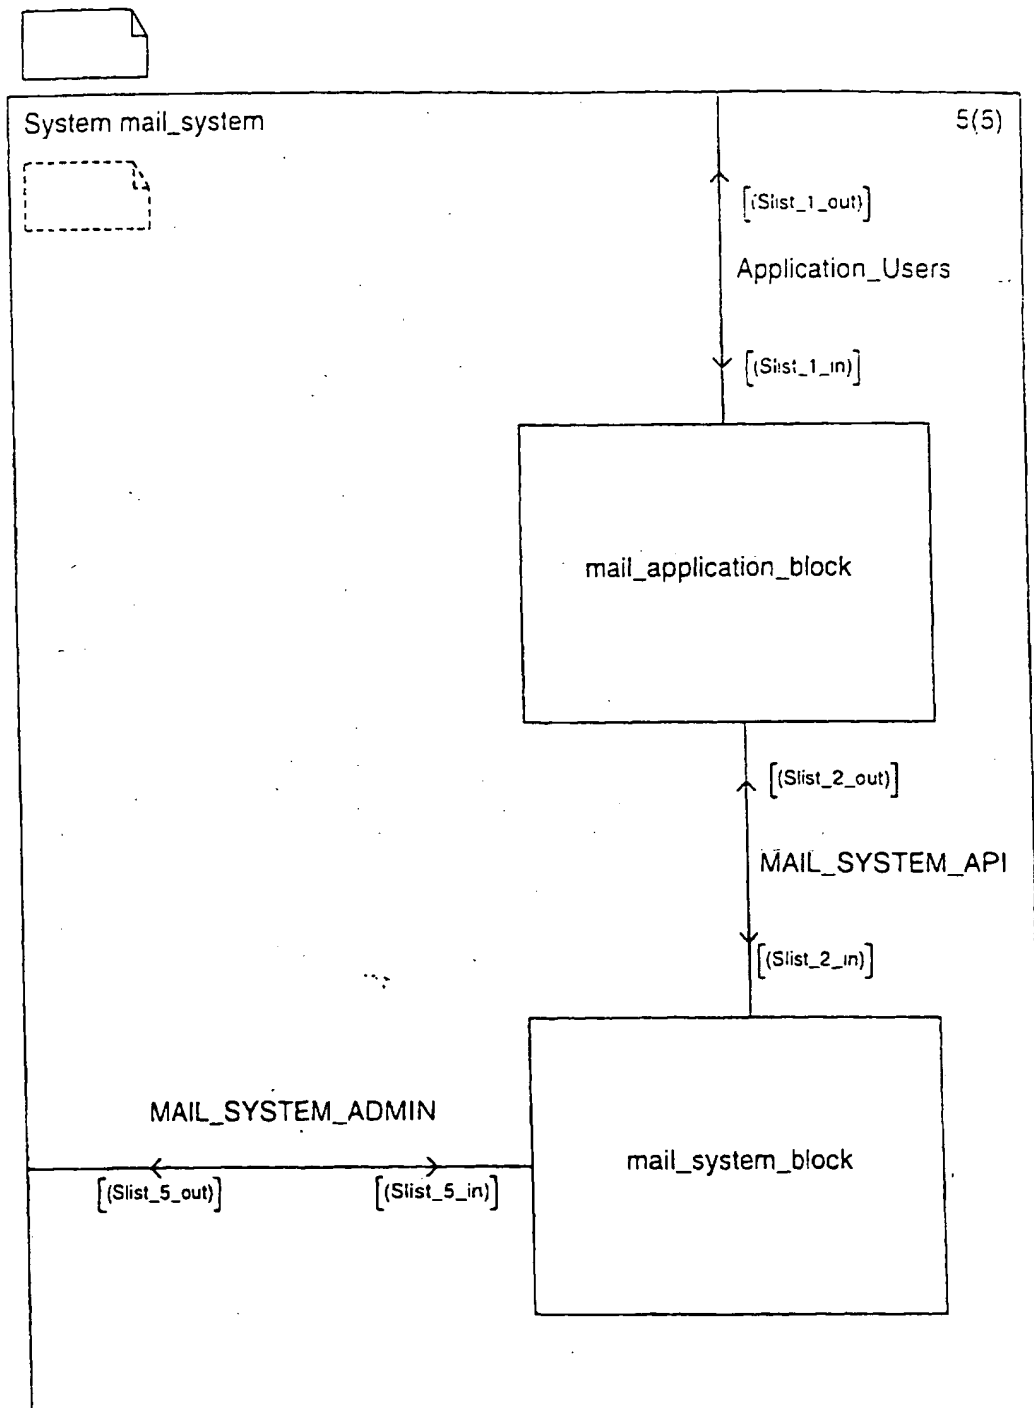 System mail_system
5(5)
[(Slist_1_out)]
Application_Users
[(Slist_1_in)]
mail_application_block
[(Slist_2_out)]
MAIL_SYSTEM_API
[(Slist_2_in)]
MAIL_SYSTEM_ADMIN
mail_system_block
[(Slist_5_out)]
[(Slist_5_in)]